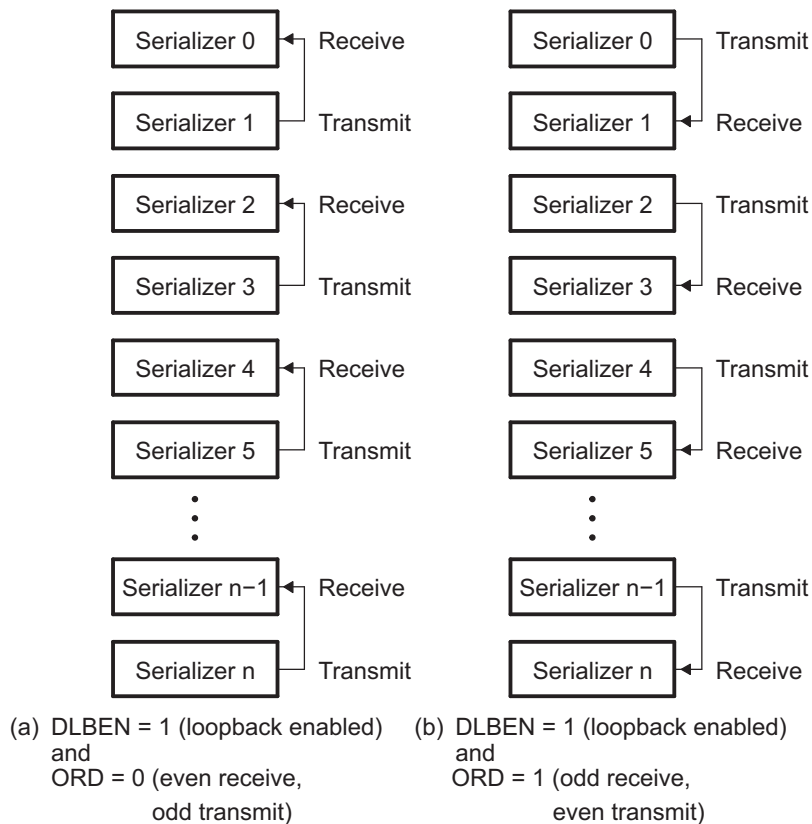 Serializer 0 Receive
Serializer 1 Transmit
Serializer 2 Receive
Serializer 3 Transmit
Serializer 4 Receive
Serializer 5 Transmit
Serializer n−1 Receive
Serializer n Transmit
(a) DLBEN = 1 (loopback enabled)
and
ORD = 0 (even receive,
odd transmit)
Serializer 0 Transmit
Serializer 1 Receive
Serializer 2 Transmit
Serializer 3 Receive
Serializer 4 Transmit
Serializer 5 Receive
Serializer n−1 Transmit
Serializer n Receive
(b) DLBEN = 1 (loopback enabled)
and
ORD = 1 (odd receive,
even transmit)